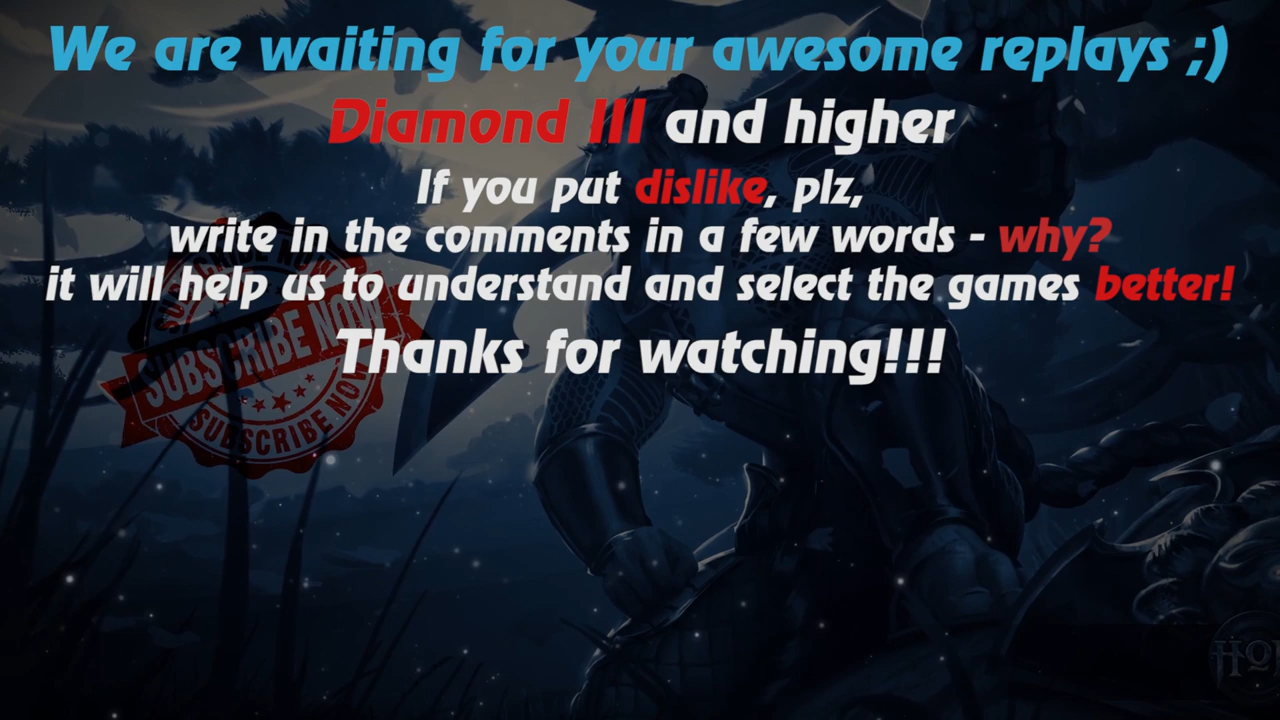 We are waiting for your awesome replays ;)
Diamond III and higher
If you put dislike, plz,
write in the comments in a few words - why?
it will help us to understand and select the games better!
Thanks for watching!!!
SUBSCRIBE NOW
SUBSCRIBE NOW
SUBSCRIBE NOW